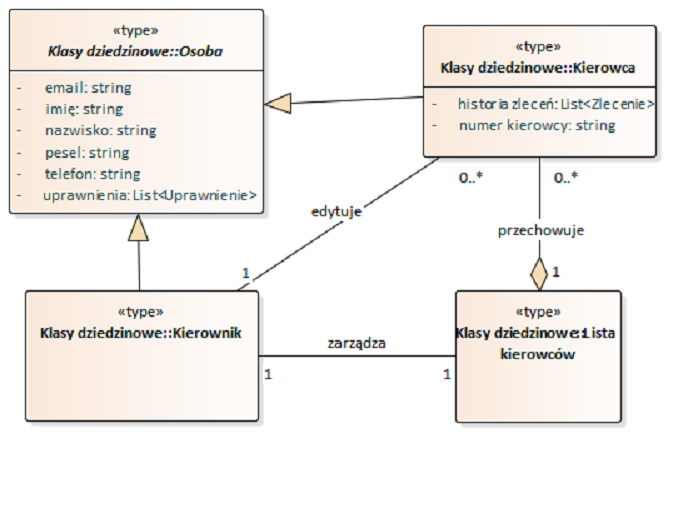 «type»
Klasy dziedzinowe::Osoba
- email: string
- imię: string
- nazwisko: string
- pesel: string
- telefon: string
- uprawnienia: List<Uprawnienie>
«type»
Klasy dziedzinowe::Kierowca
- historia zleceń: List<Zlecenie>
- numer kierowcy: string
0..*
0..*
edytuje
przechowuje
1
1
«type»
Klasy dziedzinowe::Kierownik
zarządza
1
1
«type»
Klasy dziedzinowe::Lista
kierowców